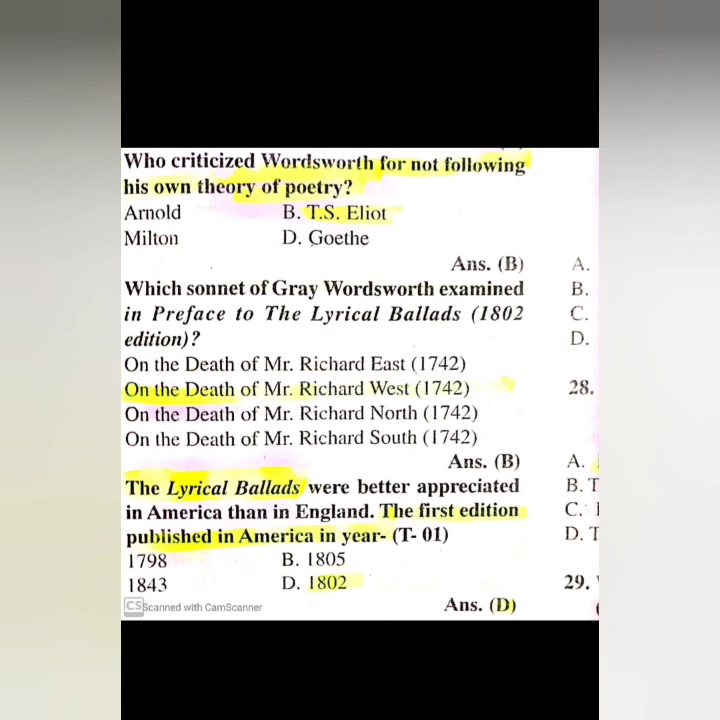 Who criticized Wordsworth for not following
his own theory of poetry?
Arnold B. T.S. Eliot
Milton D. Goethe
Ans. (B)
Which sonnet of Gray Wordsworth examined
in Preface to The Lyrical Ballads (1802
edition)?
On the Death of Mr. Richard East (1742)
On the Death of Mr. Richard West (1742)
On the Death of Mr. Richard North (1742)
On the Death of Mr. Richard South (1742)
Ans. (B)
The Lyrical Ballads were better appreciated
in America than in England. The first edition
published in America in year- (T- 01)
1798 B. 1805
1843 D. 1802
Ans. (D)
CS Scanned with CamScanner
A.
B.
C.
D.
28.
A.
B. T
C.
D. T
29.